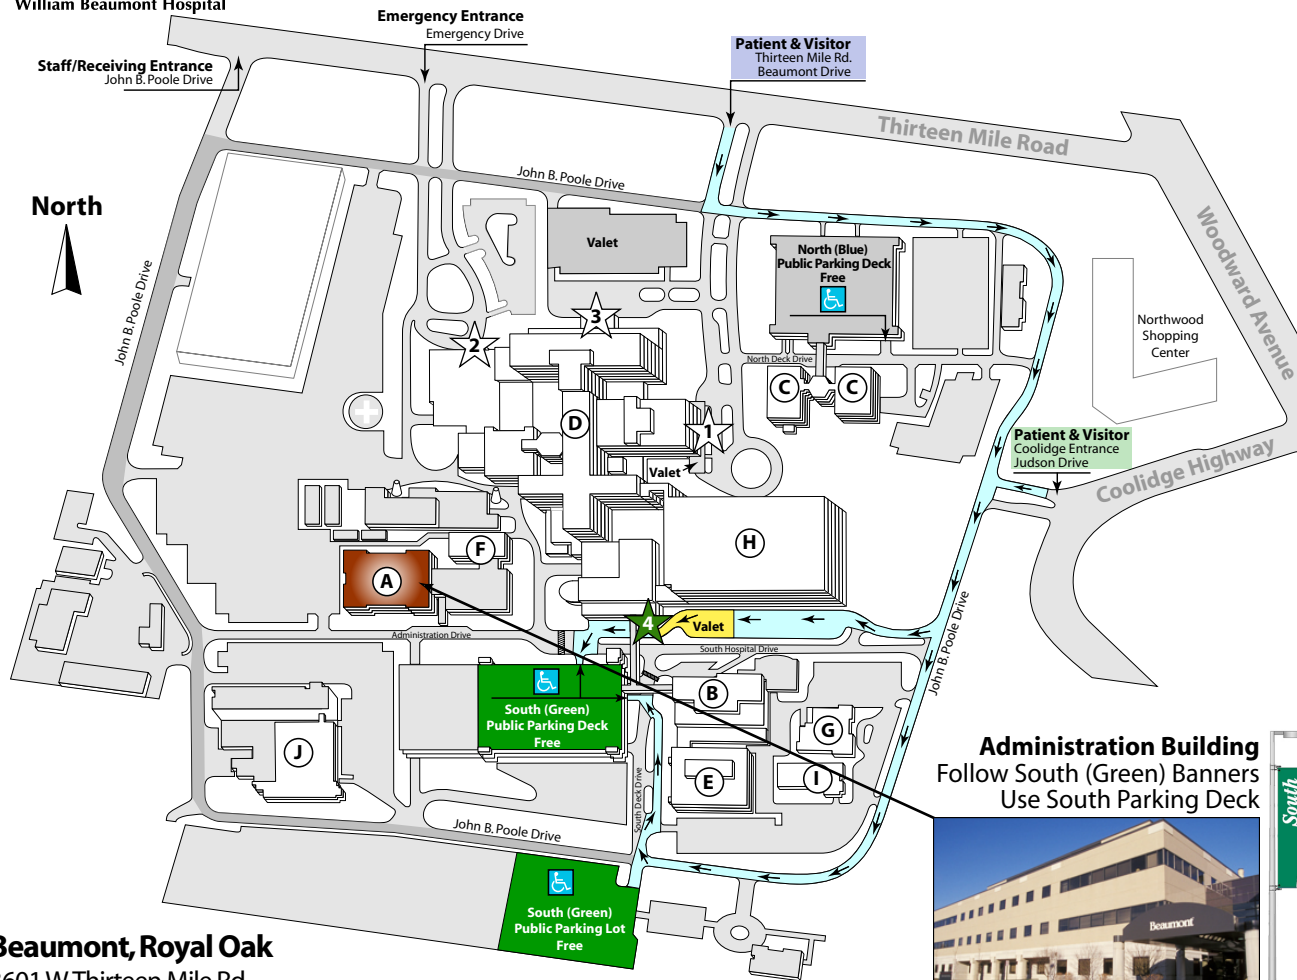 William Beaumont Hospital
Emergency Entrance
Emergency Drive
Staff/Receiving Entrance
John B. Poole Drive
Patient & Visitor
Thirteen Mile Rd.
Beaumont Drive
Thirteen Mile Road
John B. Poole Drive
North
Woodward Avenue
Valet
North (Blue)
Public Parking Deck
Free
John B. Poole Drive
3
2
Northwood
Shopping
Center
North Deck Drive
C
C
D
1
Valet
Patient & Visitor
Coolidge Entrance
Judson Drive
Coolidge Highway
H
F
A
4
Valet
Administration Drive
South Hospital Drive
John B. Poole Drive
B
South (Green)
Public Parking Deck
Free
G
J
E
I
South Deck Drive
Administration Building
Follow South (Green) Banners
Use South Parking Deck
South
John B. Poole Drive
South (Green)
Public Parking Lot
Free
Beaumont
Beaumont, Royal Oak
3601 W Thirteen Mile Rd